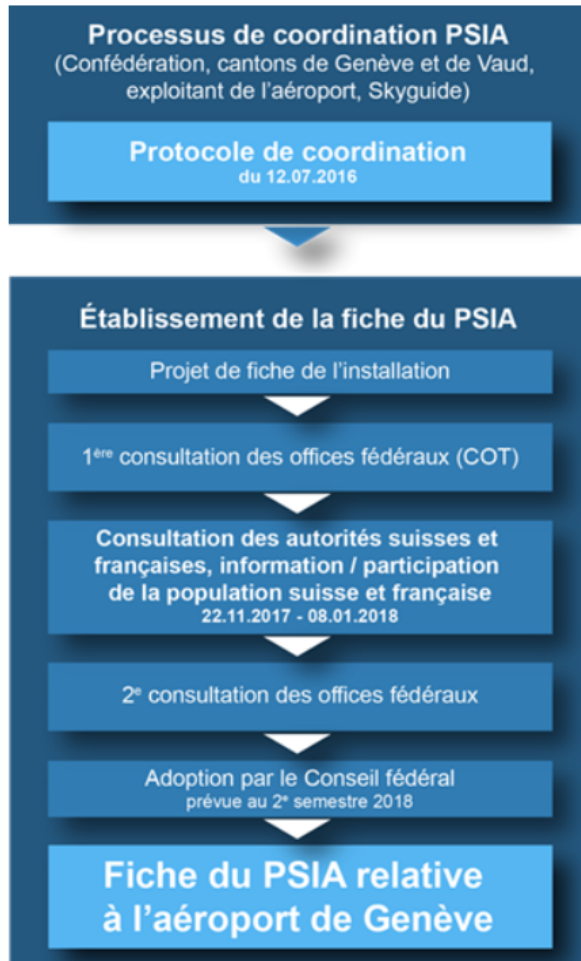 Processus de coordination PSIA
(Confédération, cantons de Genève et de Vaud,
exploitant de l'aéroport, Skyguide)
Protocole de coordination
du 12.07.2016
Établissement de la fiche du PSIA
Projet de fiche de l'installation
1ère consultation des offices fédéraux (COT)
Consultation des autorités suisses et
françaises, information / participation
de la population suisse et française
22.11.2017 - 08.01.2018
2e consultation des offices fédéraux
Adoption par le Conseil fédéral
prévue au 2e semestre 2018
Fiche du PSIA relative
à l'aéroport de Genève